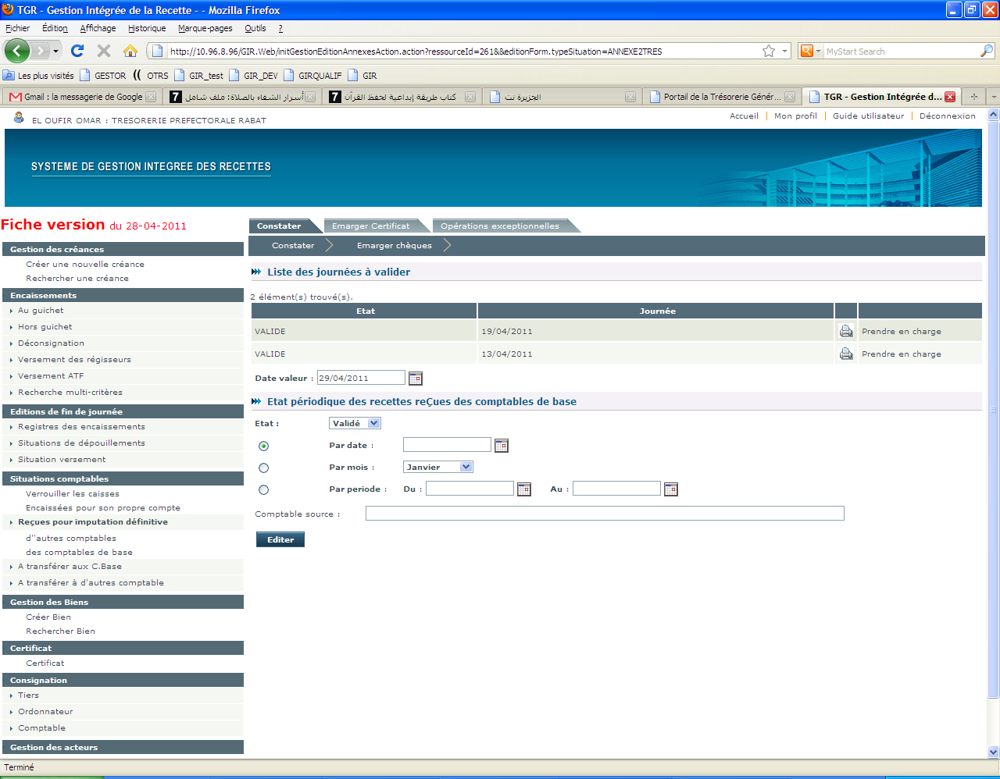 TGR - Gestion Intégrée de la Recette - - Mozilla Firefox
Fichier Édition Affichage Historique Marque-pages Outils ?
http://10.96.8.96/GIR.Web/initGestionEditionAnnexesAction.action?ressourceId=261&&editionForm.typeSituation=ANNEXE2TRES
MyStart Search
Les plus visités GESTOR OTRS GIR_test GIR_DEV GIRQUALIF GIR
Gmail : la messagerie de Google
أسرار الشفاء بالصلاة: ملف شامل
كتاب طريقة إبداعية لحفظ القرآن
الجزيرة نت
Portail de la Trésorerie Génér...
TGR - Gestion Intégrée d...
EL OUFIR OMAR : TRESORERIE PREFECTORALE RABAT
Accueil | Mon profil | Guide utilisateur | Déconnexion
SYSTEME DE GESTION INTEGREE DES RECETTES
Fiche version du 28-04-2011
Gestion des créances
Créer une nouvelle créance
Rechercher une créance
Encaissements
Au guichet
Hors guichet
Déconsignation
Versement des régisseurs
Versement ATF
Recherche multi-critères
Editions de fin de journée
Registres des encaissements
Situations de dépouillements
Situation versement
Situations comptables
Verrouiller les caisses
Encaissées pour son propre compte
Reçues pour imputation définitive
d''autres comptables
des comptables de base
A transférer aux C.Base
A transférer à d'autres comptable
Gestion des Biens
Créer Bien
Rechercher Bien
Certificat
Certificat
Consignation
Tiers
Ordonnateur
Comptable
Gestion des acteurs
Constater Emarger Certificat Opérations exceptionnelles
Constater Emarger chèques
Liste des journées à valider
2 élément(s) trouvé(s).
Etat Journée
VALIDE 19/04/2011 Prendre en charge
VALIDE 13/04/2011 Prendre en charge
Date valeur : 29/04/2011
Etat périodique des recettes reÇues des comptables de base
Etat : Validé
Par date :
Par mois : Janvier
Par periode : Du : Au :
Comptable source :
Editer
Terminé